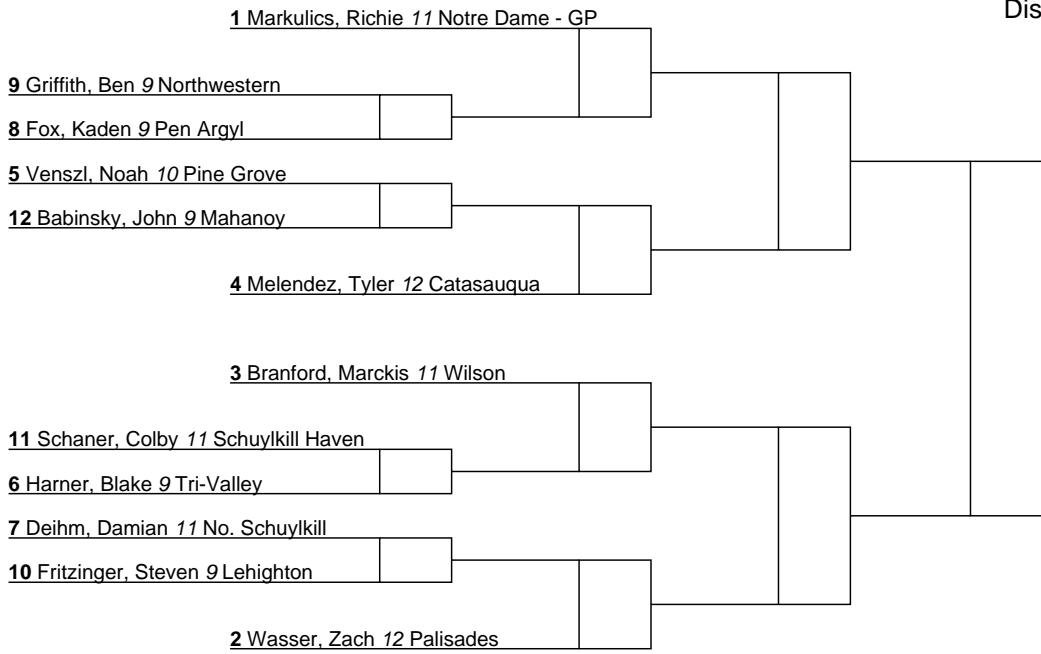 Dis
1 Markulics, Richie 11 Notre Dame - GP
9 Griffith, Ben 9 Northwestern
8 Fox, Kaden 9 Pen Argyl
5 Venszl, Noah 10 Pine Grove
12 Babinsky, John 9 Mahanoy
4 Melendez, Tyler 12 Catasauqua
3 Branford, Marckis 11 Wilson
11 Schaner, Colby 11 Schuylkill Haven
6 Harner, Blake 9 Tri-Valley
7 Deihm, Damian 11 No. Schuylkill
10 Fritzinger, Steven 9 Lehighton
2 Wasser, Zach 12 Palisades